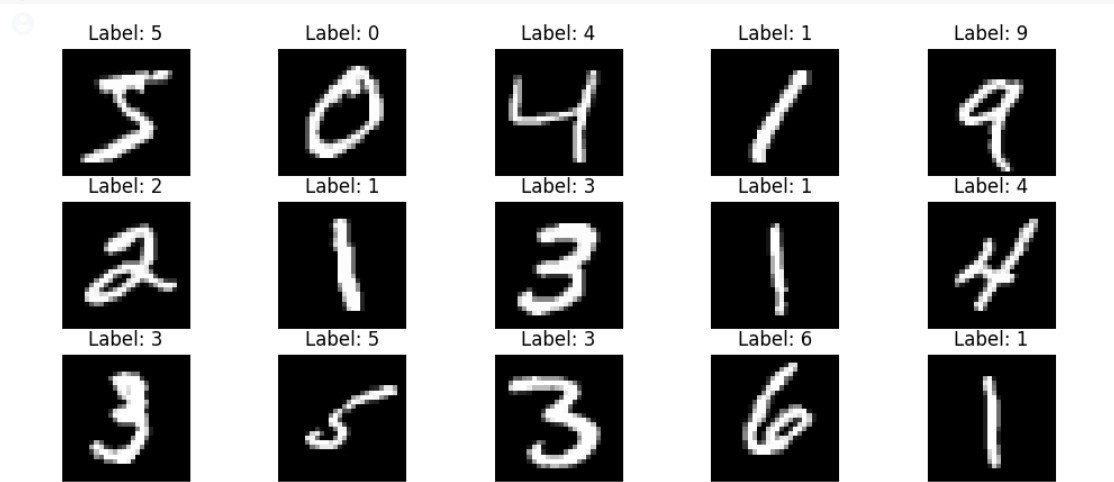 Label: 5 Label: 0 Label: 4 Label: 1 Label: 9
5 0 4 1 9
Label: 2 Label: 1 Label: 3 Label: 1 Label: 4
2 1 3 1 4
Label: 3 Label: 5 Label: 3 Label: 6 Label: 1
3 5 3 6 1